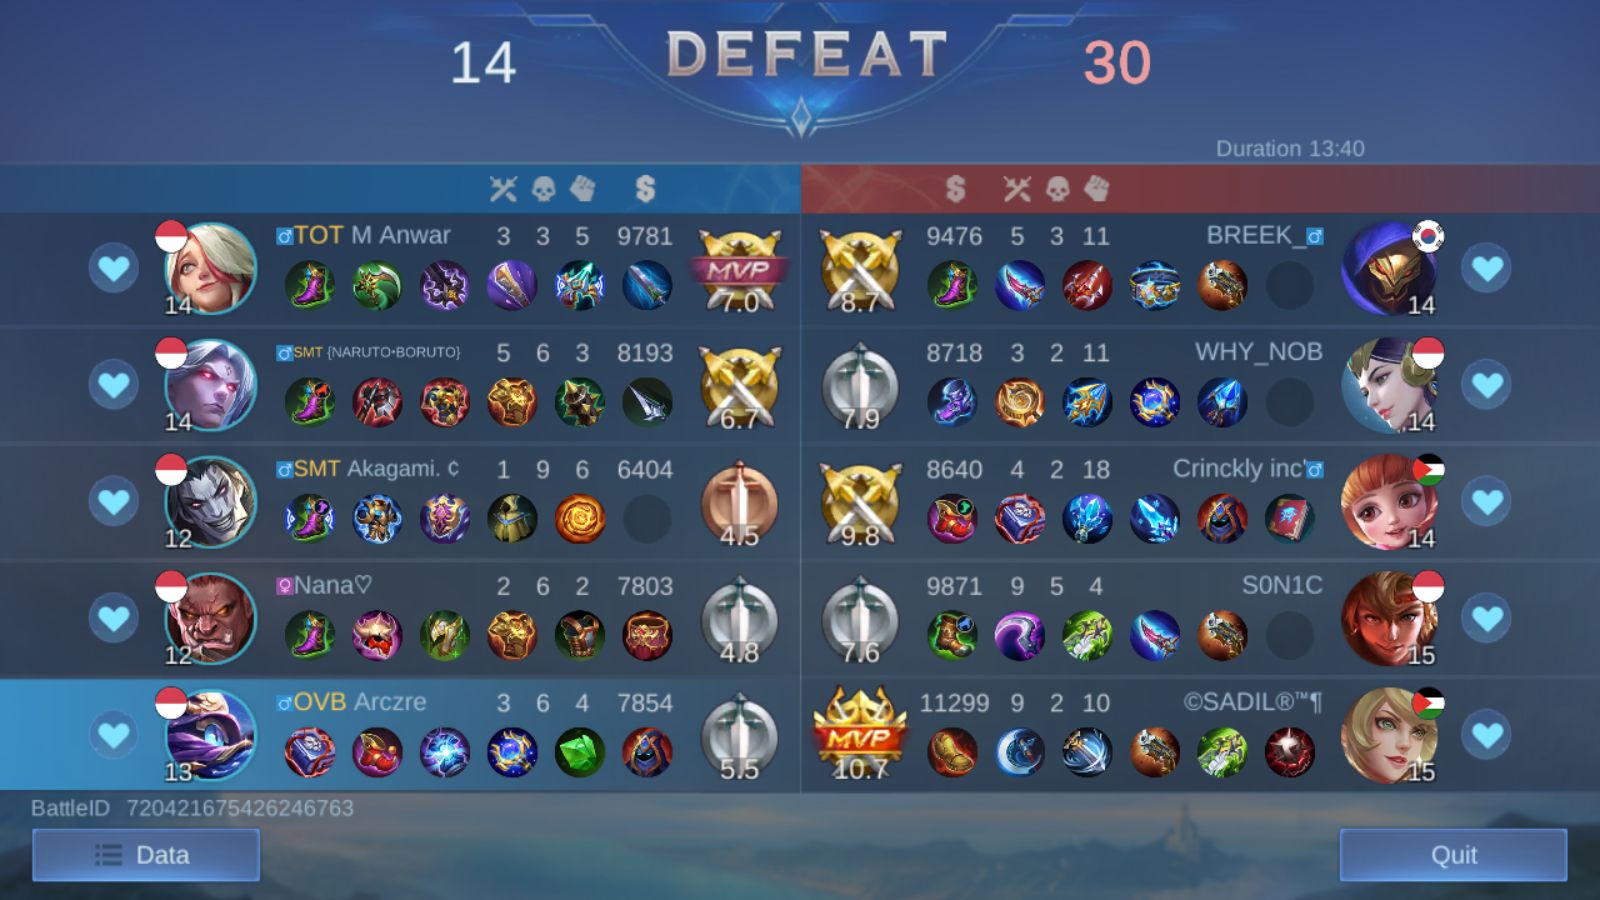 14 DEFEAT 30
Duration 13:40
TOT M Anwar 3 3 5 9781
14 MVP 7.0
9476 5 3 11 BREEK_
8.7 14
SMT {NARUTO•BORUTO} 5 6 3 8193
14 6.7
8718 3 2 11 WHY_NOB
7.9 14
SMT Akagami. ¢ 1 9 6 6404
12 4.5
8640 4 2 18 Crinckly inc'
9.8 14
Nana♡ 2 6 2 7803
12 4.8
9871 9 5 4 S0N1C
7.6 15
OVB Arczre 3 6 4 7854
13 5.5
11299 9 2 10 ©SADIL®™¶
MVP 10.7 15
BattleID 720421675426246763
Data
Quit